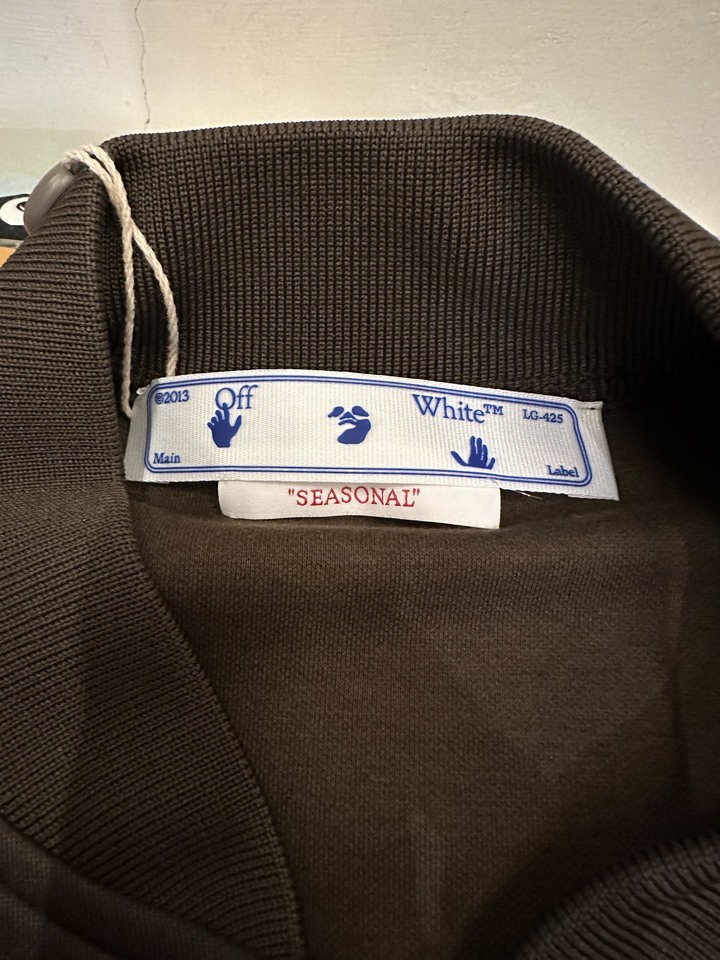 ©2013 Off White™ LG-425
Main Label
"SEASONAL"